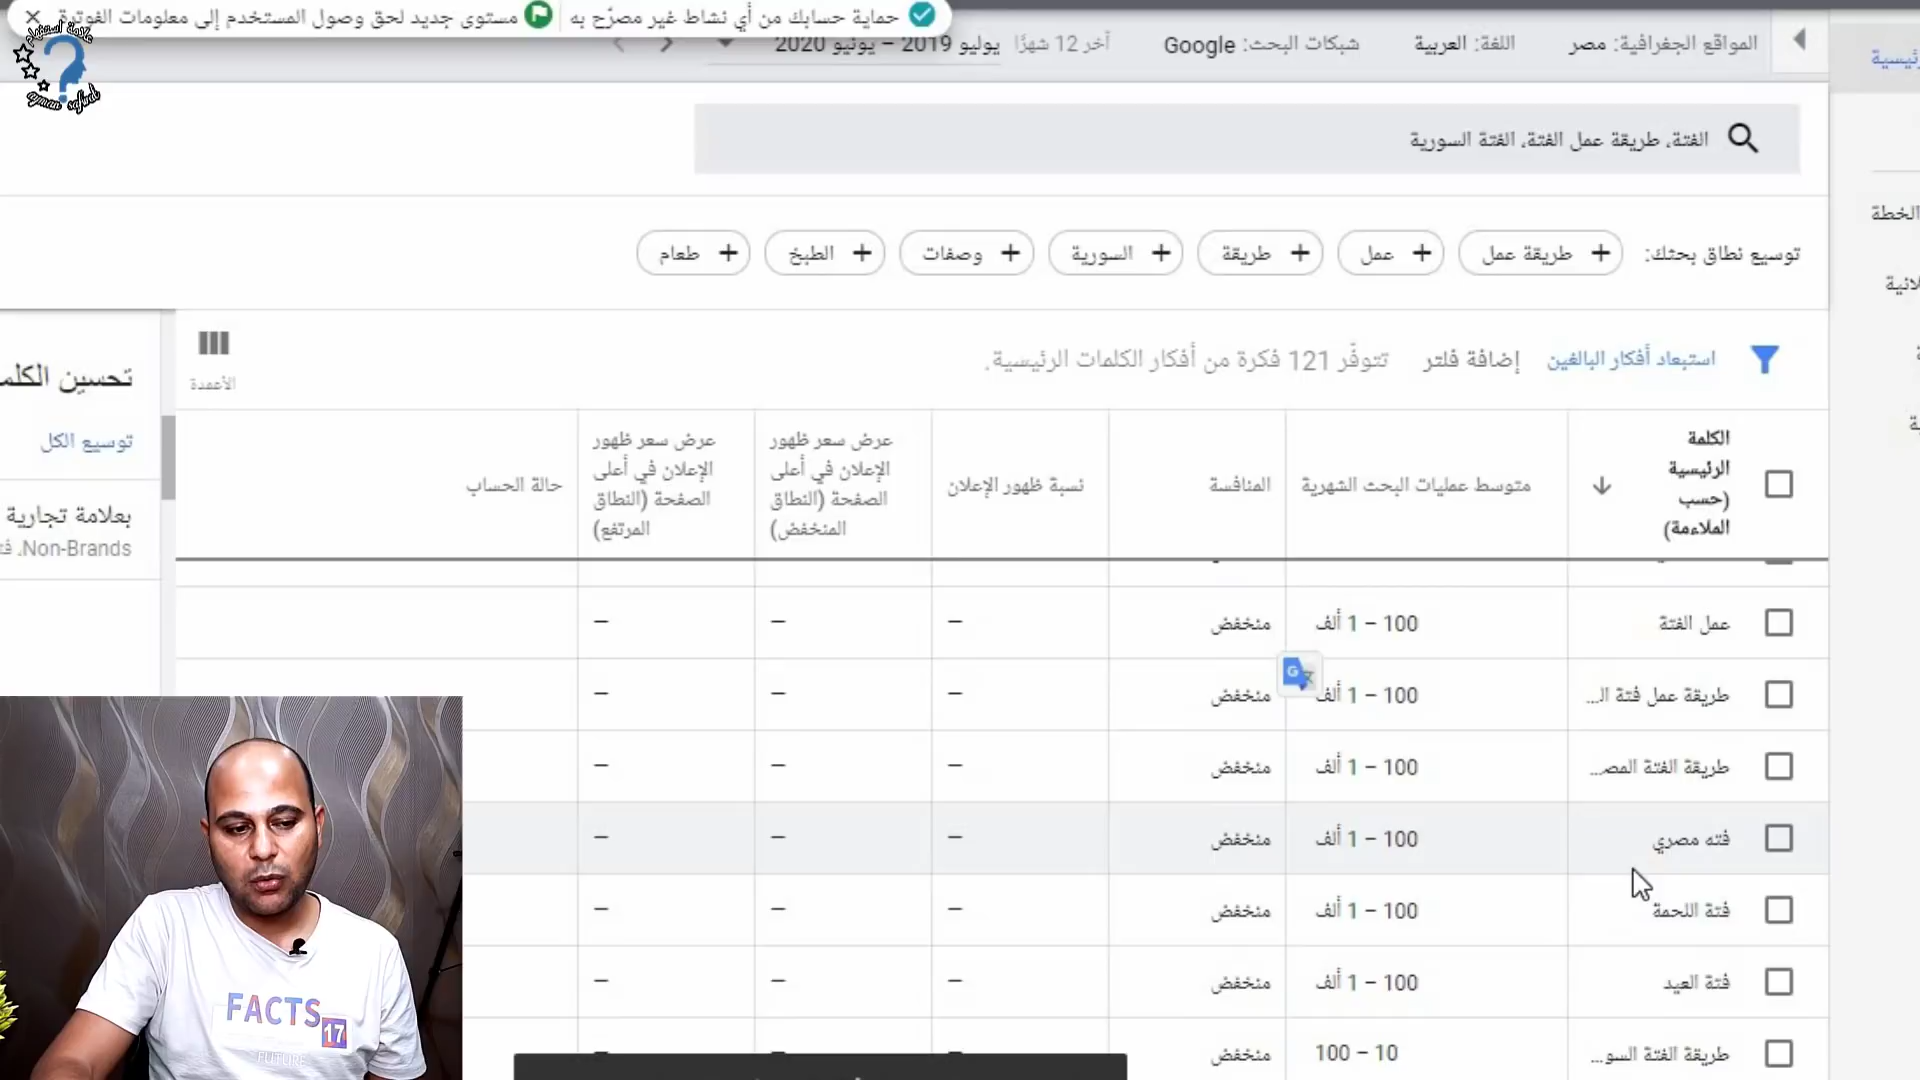 حماية حسابك من أي نشاط غير مصرّح به
مستوى جديد لحق وصول المستخدم إلى معلومات الفوترة
علامة استفهام
ayman safwat
المواقع الجغرافية: مصر
اللغة: العربية
شبكات البحث: Google
آخر 12 شهرًا
يوليو 2019 – يونيو 2020
الفتة، طريقة عمل الفتة، الفتة السورية
توسيع نطاق بحثك:
طريقة عمل
عمل
طريقة
السورية
وصفات
الطبخ
طعام
استبعاد أفكار البالغين
إضافة فلتر
تتوفّر 121 فكرة من أفكار الكلمات الرئيسية.
الأعمدة
الكلمة
الرئيسية
(حسب
الملاءمة)
متوسط عمليات البحث الشهرية
المنافسة
نسبة ظهور الإعلان
عرض سعر ظهور
الإعلان في أعلى
الصفحة (النطاق
المنخفض)
عرض سعر ظهور
الإعلان في أعلى
الصفحة (النطاق
المرتفع)
حالة الحساب
عمل الفتة 100 – 1 ألف منخفض – – –
طريقة عمل فتة ال... 100 – 1 ألف منخفض – – –
طريقة الفتة المص... 100 – 1 ألف منخفض – – –
فته مصري 100 – 1 ألف منخفض – – –
فتة اللحمة 100 – 1 ألف منخفض – – –
فتة العيد 100 – 1 ألف منخفض – – –
طريقة الفتة السو... 10 – 100 منخفض – – –
توسيع الكل
بعلامة تجارية
Non-Brands
الخطة
FACTS
17
FUTURE